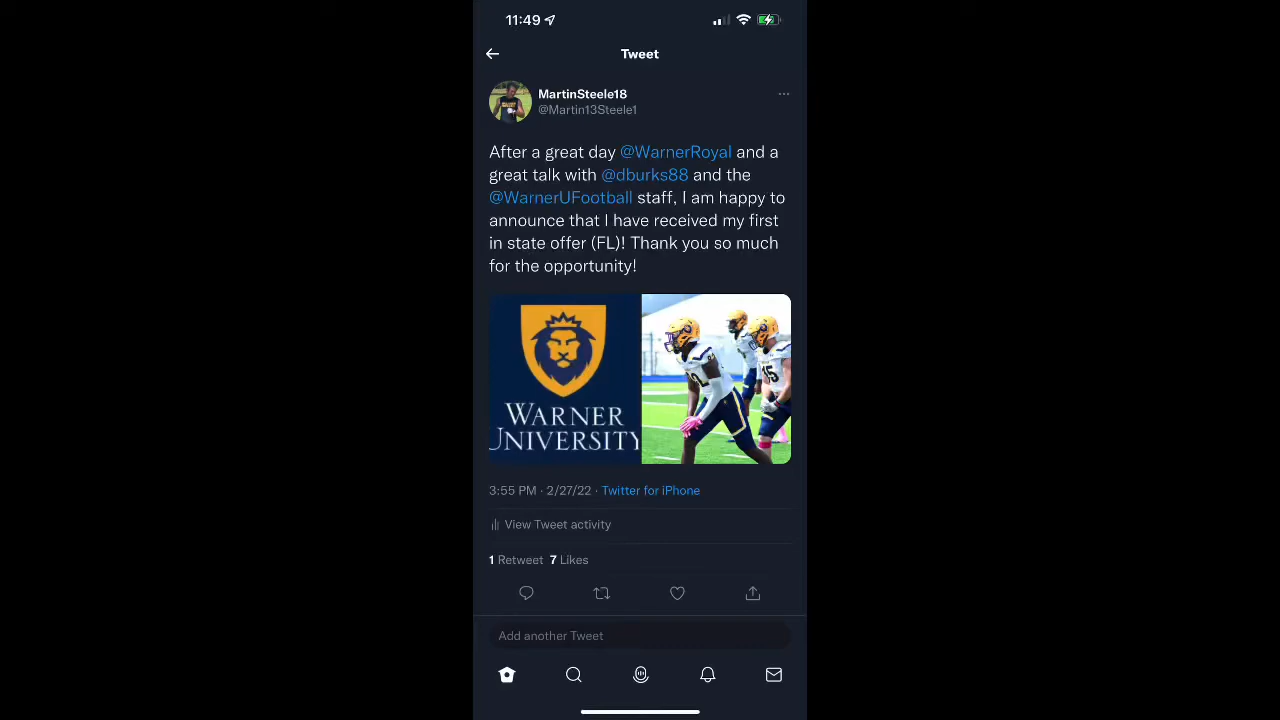 11:49
Tweet
MartinSteele18
@Martin13Steele1
After a great day @WarnerRoyal and a
great talk with @dburks88 and the
@WarnerUFootball staff, I am happy to
announce that I have received my first
in state offer (FL)! Thank you so much
for the opportunity!
WARNER
UNIVERSITY
15
3:55 PM · 2/27/22 · Twitter for iPhone
View Tweet activity
1 Retweet 7 Likes
Add another Tweet